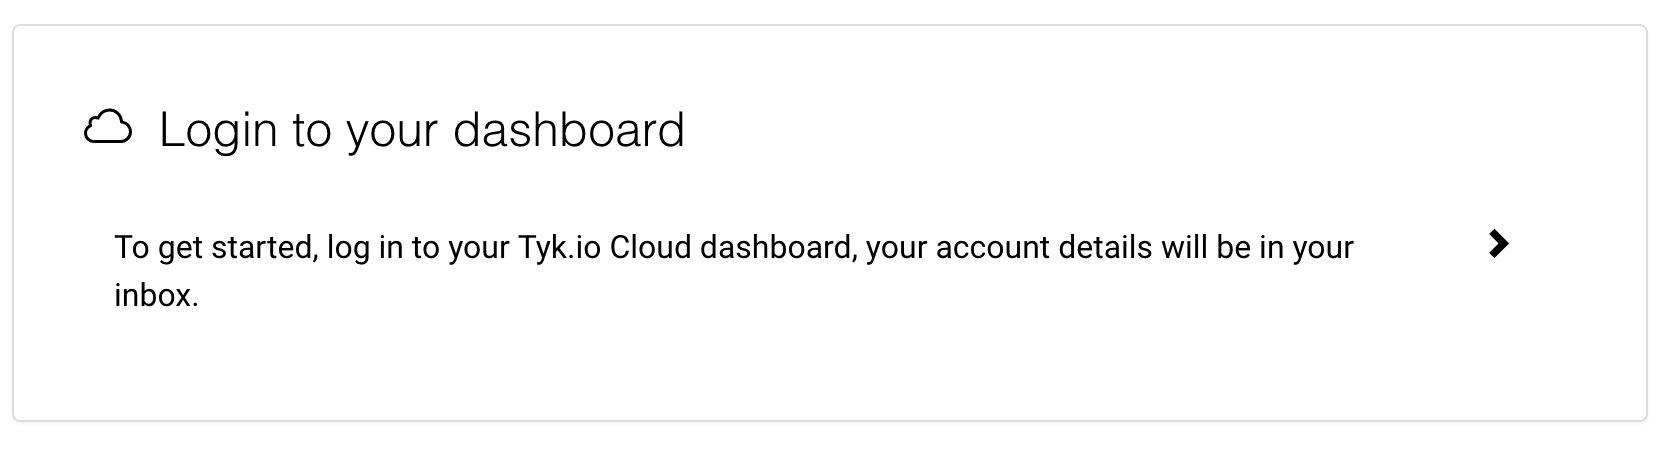 Login to your dashboard
To get started, log in to your Tyk.io Cloud dashboard, your account details will be in your
inbox.